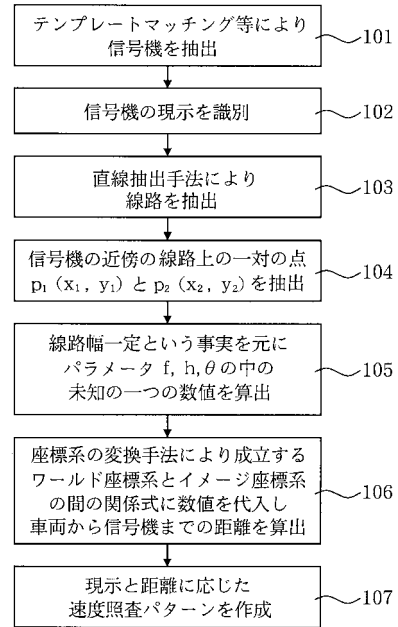 テンプレートマッチング等により
信号機を抽出
101
信号機の現示を識別
102
直線抽出手法により
線路を抽出
103
信号機の近傍の線路上の一対の点
p₁ (x₁, y₁) と p₂ (x₂, y₂) を抽出
104
線路幅一定という事実を元に
パラメータ f, h, θ の中の
未知の一つの数値を算出
105
座標系の変換手法により成立する
ワールド座標系とイメージ座標系
の間の関係式に数値を代入し
車両から信号機までの距離を算出
106
現示と距離に応じた
速度照査パターンを作成
107